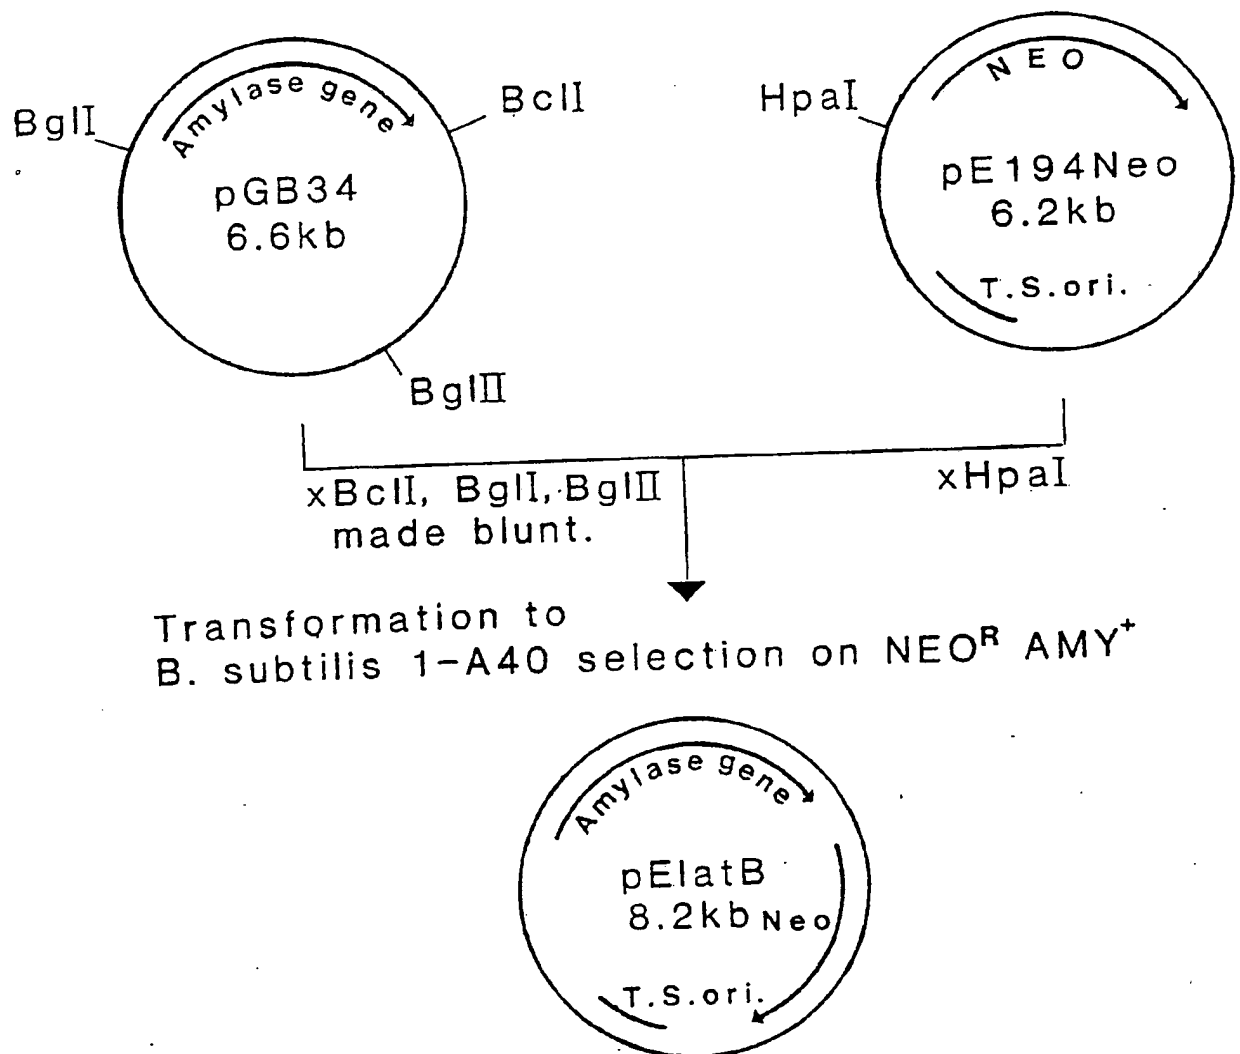 Amylase gene
BglI
BclI
pGB34
6.6kb
BglII
NEO
HpaI
pE194Neo
6.2kb
T.S.ori.
xBclI, BglI, BglII
made blunt.
xHpaI
Transformation to
B. subtilis 1-A40 selection on NEOᴿ AMY⁺
Amylase gene
pElatB
8.2kb Neo
T.S.ori.